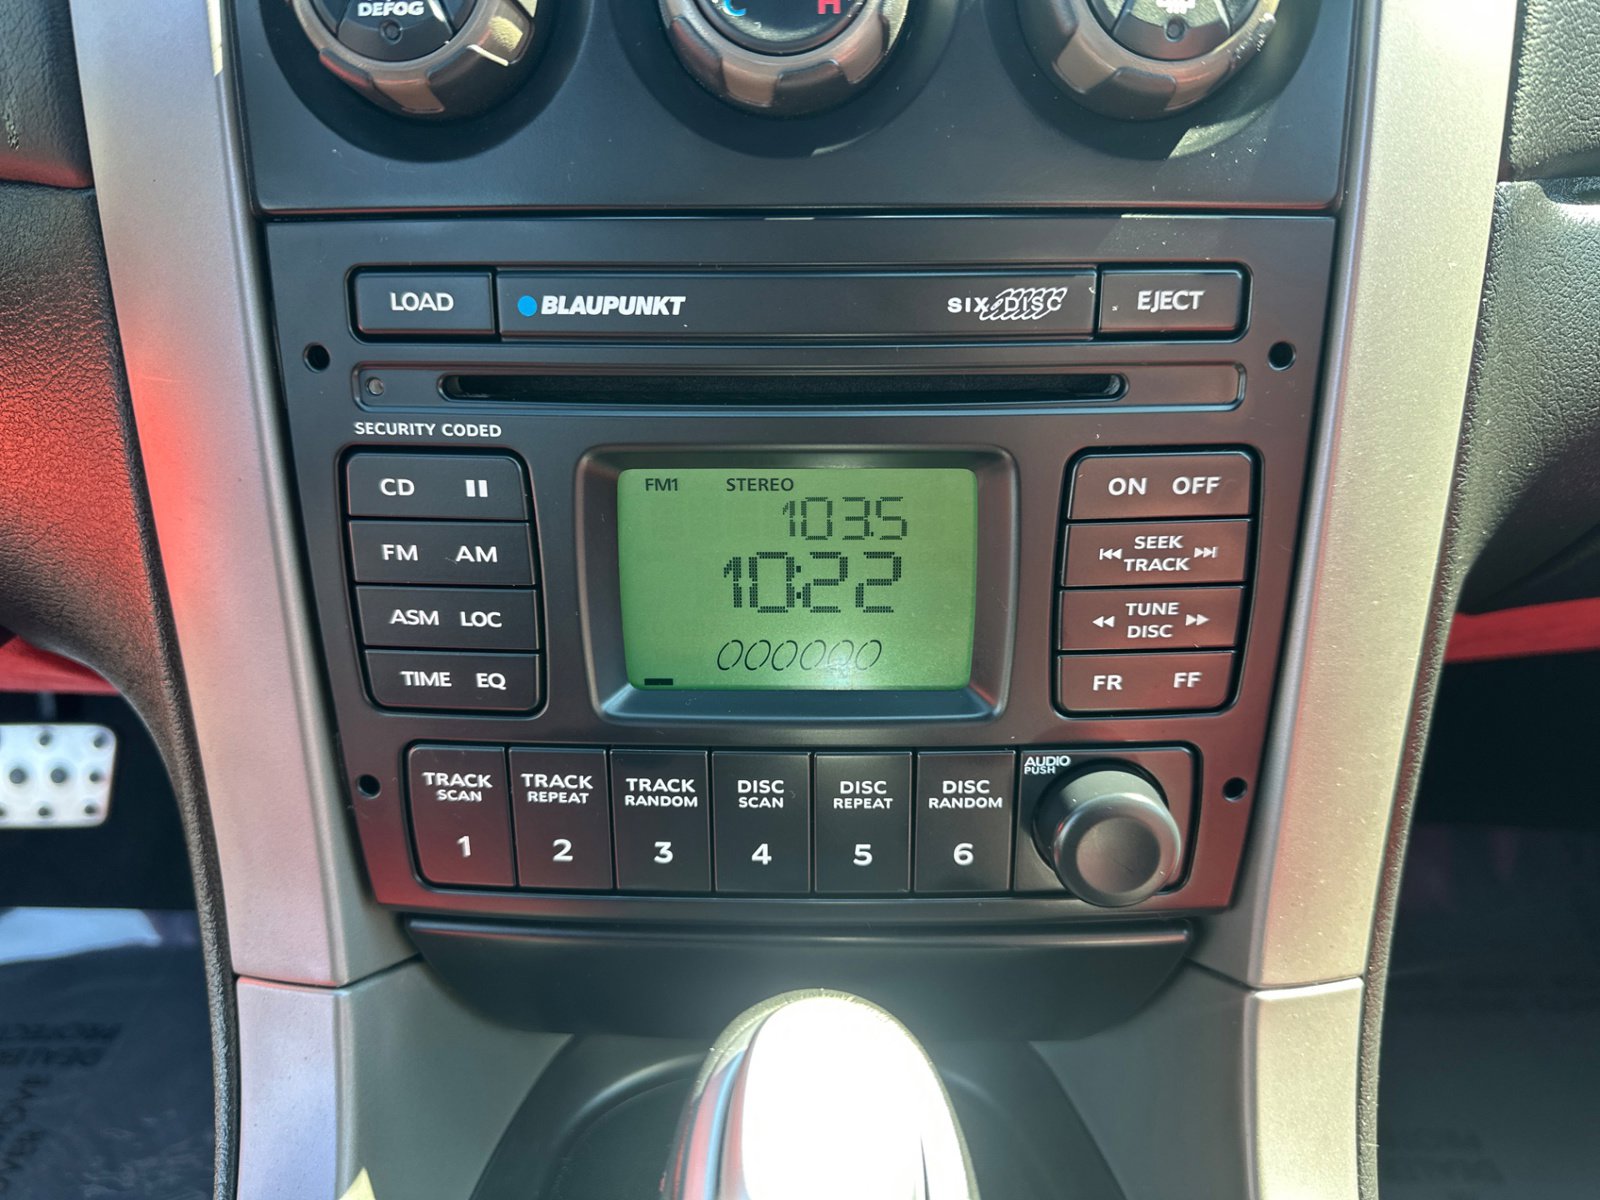 DEFOG
C H
LOAD BLAUPUNKT SIX DISC EJECT
SECURITY CODED
CD
FM AM
ASM LOC
TIME EQ
FM1 STEREO
103.5
10:22
000000
ON OFF
SEEK
TRACK
TUNE
DISC
FR FF
TRACK
SCAN
1
TRACK
REPEAT
2
TRACK
RANDOM
3
DISC
SCAN
4
DISC
REPEAT
5
DISC
RANDOM
6
AUDIO
PUSH